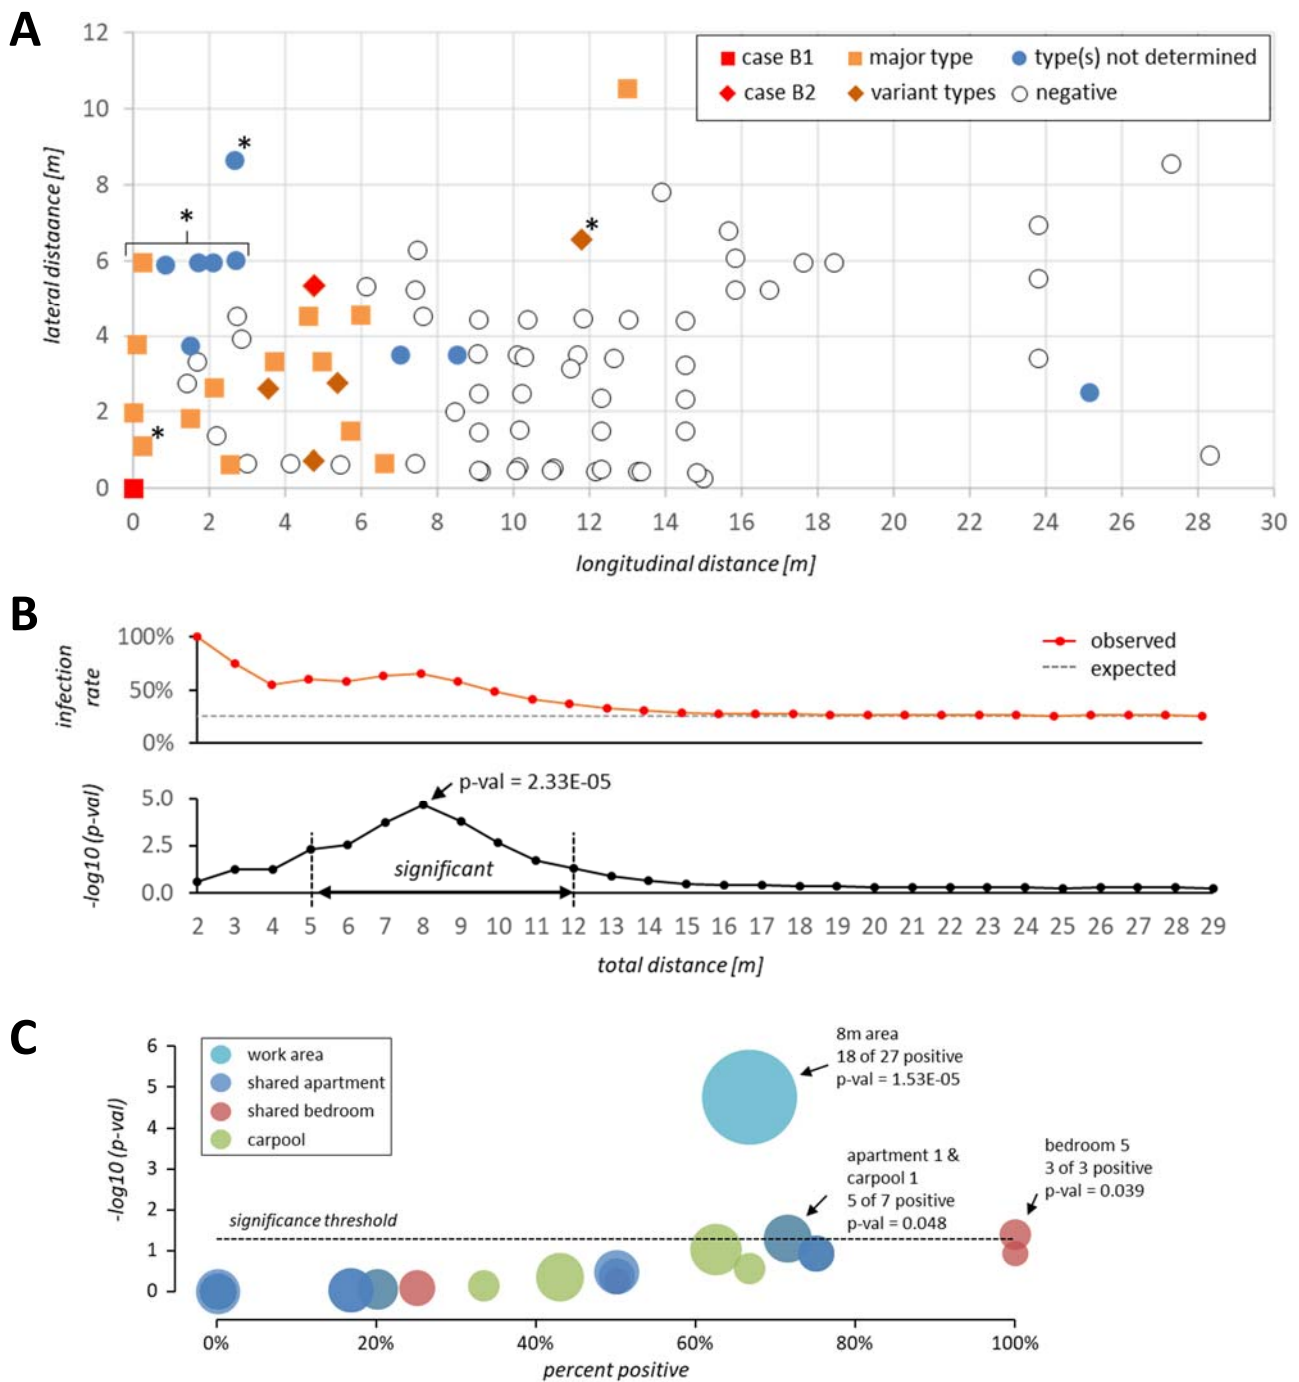 A
12
10
8
6
4
2
0
lateral distaance [m]
case B1
major type
type(s) not determined
case B2
variant types
negative
*
*
*
*
0 2 4 6 8 10 12 14 16 18 20 22 24 26 28 30
longitudinal distance [m]
B
infection
rate
100%
50%
0%
observed
expected
-log10 (p-val)
5.0
2.5
0.0
p-val = 2.33E-05
significant
2 3 4 5 6 7 8 9 10 11 12 13 14 15 16 17 18 19 20 21 22 23 24 25 26 27 28 29
total distance [m]
C
-log10 (p-val)
6
5
4
3
2
1
0
work area
shared apartment
shared bedroom
carpool
8m area
18 of 27 positive
p-val = 1.53E-05
apartment 1 &
carpool 1
5 of 7 positive
p-val = 0.048
bedroom 5
3 of 3 positive
p-val = 0.039
significance threshold
0% 20% 40% 60% 80% 100%
percent positive